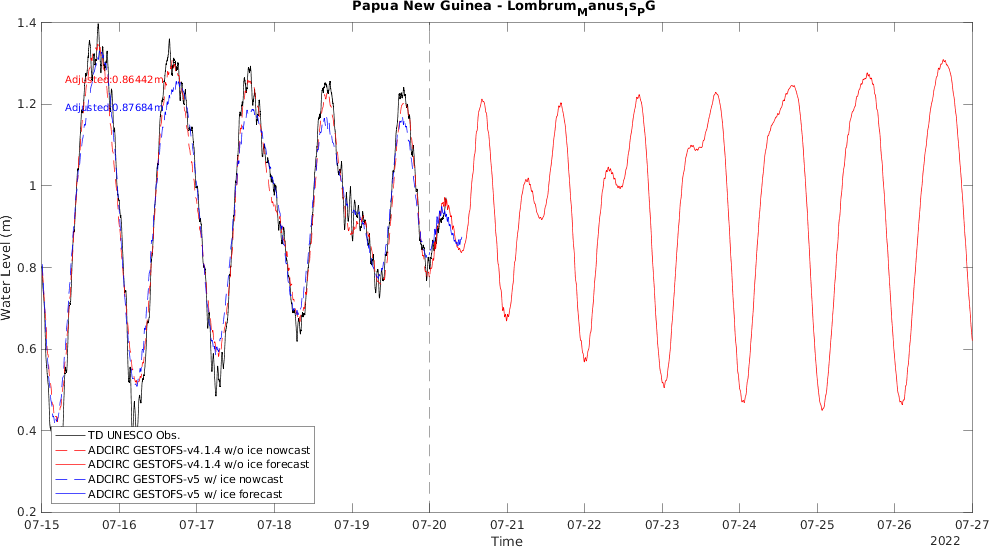 Papua New Guinea - LombrumManusIsPG
1.4
1.2
1
0.8
0.6
0.4
0.2
Water Level (m)
Adjusted:0.86442m
Adjusted:0.87684m
TD UNESCO Obs.
ADCIRC GESTOFS-v4.1.4 w/o ice nowcast
ADCIRC GESTOFS-v4.1.4 w/o ice forecast
ADCIRC GESTOFS-v5 w/ ice nowcast
ADCIRC GESTOFS-v5 w/ ice forecast
07-15 07-16 07-17 07-18 07-19 07-20 07-21 07-22 07-23 07-24 07-25 07-26 07-27
Time
2022